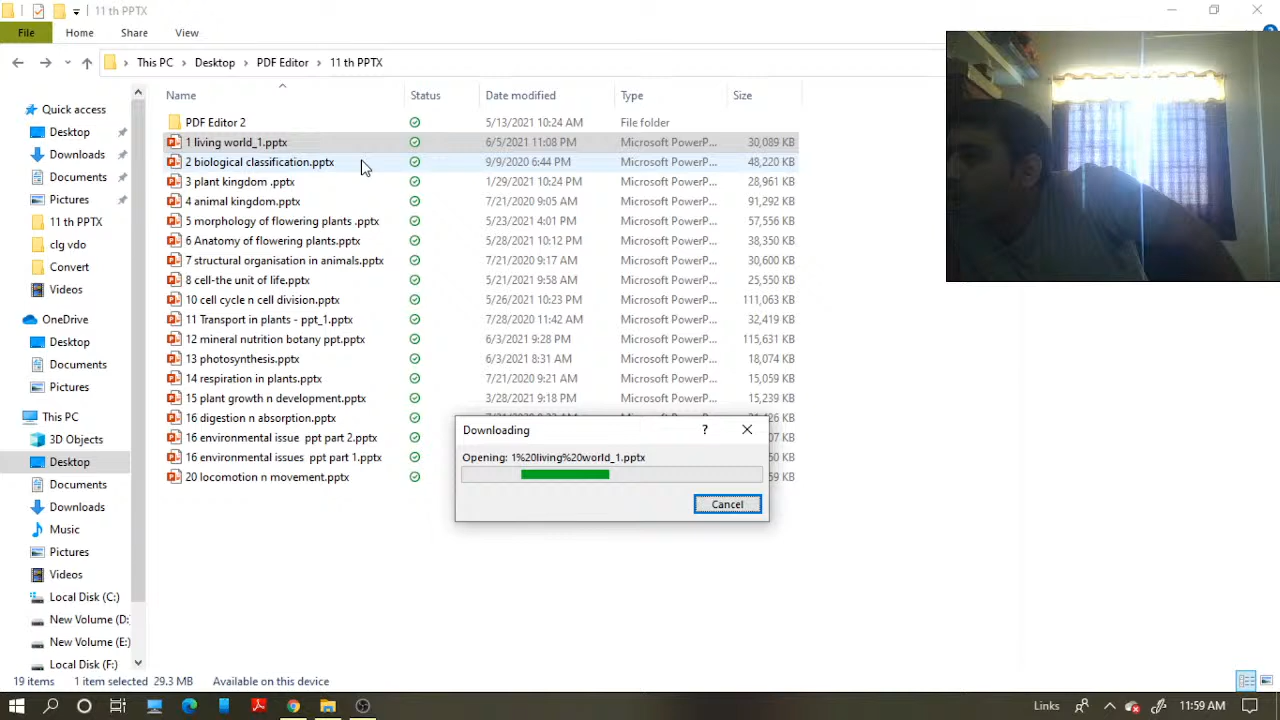 11 th PPTX
File Home Share View
This PC Desktop PDF Editor 11 th PPTX
Name Status Date modified Type Size
Quick access
Desktop
Downloads
Documents
Pictures
11 th PPTX
clg vdo
Convert
Videos
OneDrive
Desktop
Documents
Pictures
This PC
3D Objects
Desktop
Documents
Downloads
Music
Pictures
Videos
Local Disk (C:)
New Volume (D:
New Volume (E:)
Local Disk (F:)
PDF Editor 2 5/13/2021 10:24 AM File folder
1 living world_1.pptx 6/5/2021 11:08 PM Microsoft PowerP... 30,089 KB
2 biological classification.pptx 9/9/2020 6:44 PM Microsoft PowerP... 48,220 KB
3 plant kingdom .pptx 1/29/2021 10:24 PM Microsoft PowerP... 28,961 KB
4 animal kingdom.pptx 7/21/2020 9:05 AM Microsoft PowerP... 91,292 KB
5 morphology of flowering plants .pptx 5/23/2021 4:01 PM Microsoft PowerP... 57,556 KB
6 Anatomy of flowering plants.pptx 5/28/2021 10:12 PM Microsoft PowerP... 38,350 KB
7 structural organisation in animals.pptx 7/21/2020 9:17 AM Microsoft PowerP... 30,600 KB
8 cell-the unit of life.pptx 5/21/2021 9:58 AM Microsoft PowerP... 25,550 KB
10 cell cycle n cell division.pptx 5/26/2021 10:23 PM Microsoft PowerP... 111,063 KB
11 Transport in plants - ppt_1.pptx 7/28/2020 11:42 AM Microsoft PowerP... 32,419 KB
12 mineral nutrition botany ppt.pptx 6/3/2021 9:28 PM Microsoft PowerP... 115,631 KB
13 photosynthesis.pptx 6/3/2021 8:31 AM Microsoft PowerP... 18,074 KB
14 respiration in plants.pptx 7/21/2020 9:21 AM Microsoft PowerP... 15,059 KB
15 plant growth n development.pptx 3/28/2021 9:18 PM Microsoft PowerP... 15,239 KB
16 digestion n absorption.pptx
16 environmental issue ppt part 2.pptx
16 environmental issues ppt part 1.pptx
20 locomotion n movement.pptx
Downloading ?
Opening: 1%20living%20world_1.pptx
Cancel
19 items 1 item selected 29.3 MB Available on this device
Links 11:59 AM